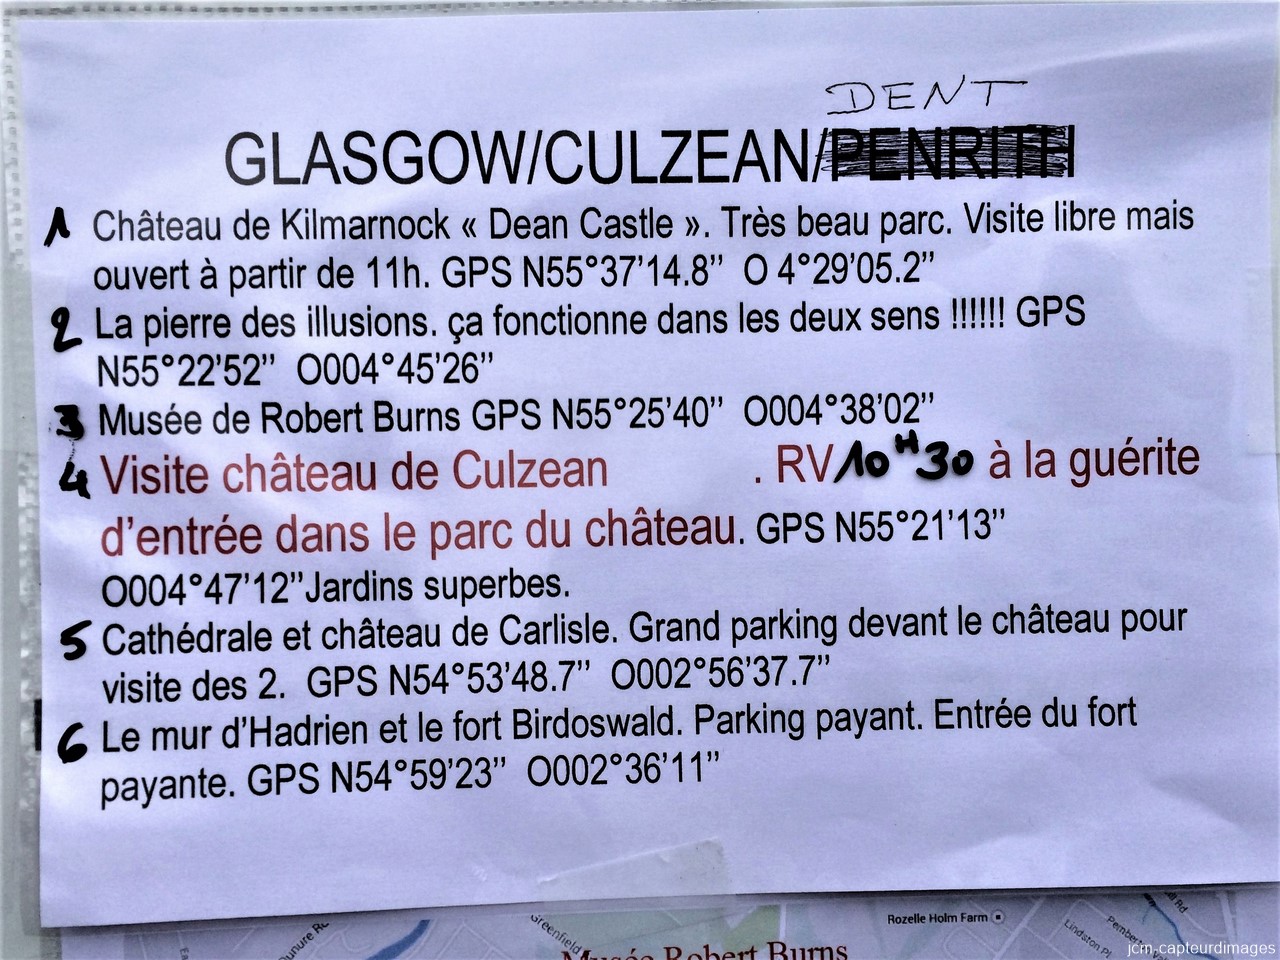 DENT
GLASGOW/CULZEAN/PENRITH
1 Château de Kilmarnock « Dean Castle ». Très beau parc. Visite libre mais
ouvert à partir de 11h. GPS N55°37'14.8’’ O 4°29'05.2’’
2 La pierre des illusions. ça fonctionne dans les deux sens !!!!!! GPS
N55°22'52’’ O004°45'26’’
3 Musée de Robert Burns GPS N55°25'40’’ O004°38'02’’
4 Visite château de Culzean . RV 10H30 à la guérite
d'entrée dans le parc du château. GPS N55°21'13’’
O004°47'12’’Jardins superbes.
5 Cathédrale et château de Carlisle. Grand parking devant le château pour
visite des 2. GPS N54°53'48.7’’ O002°56'37.7’’
6 Le mur d'Hadrien et le fort Birdoswald. Parking payant. Entrée du fort
payante. GPS N54°59'23’’ O002°36'11’’
Rozelle Holm Farm
Greenfield
Lindston Pl
Musée Robert Burns
jcm-capteurdimages